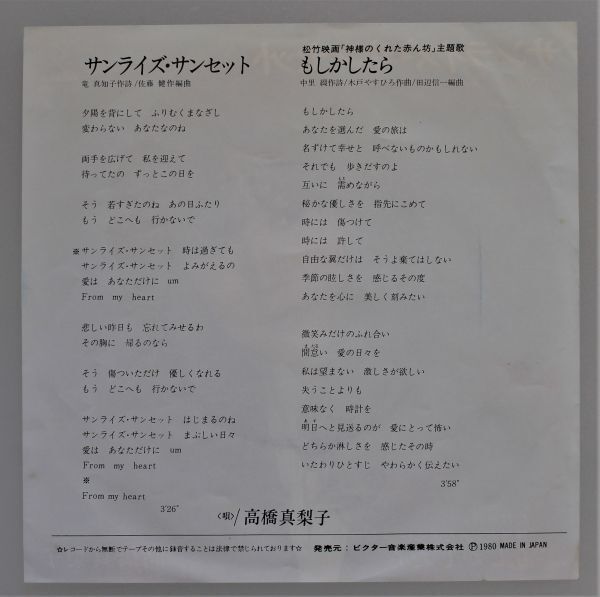 サンライズ・サンセット
竜 真知子作詩/佐藤 健作編曲
夕陽を背にして ふりむくまなざし
変わらない あなたなのね
両手を広げて 私を迎えて
待ってたの ずっとこの日を
そう 若すぎたのね あの日ふたり
もう どこへも 行かないで
※サンライズ・サンセット 時は過ぎても
サンライズ・サンセット よみがえるの
愛は あなただけに um
From my heart
悲しい昨日も 忘れてみせるわ
その胸に 帰るのなら
そう 傷ついただけ 優しくなれる
もう どこへも 行かないで
サンライズ・サンセット はじまるのね
サンライズ・サンセット まぶしい日々
愛は あなただけに um
From my heart
※
From my heart
3'26"
松竹映画「神様のくれた赤ん坊」主題歌
もしかしたら
中里 綴作詩/木戸やすひろ作曲/田辺信一編曲
もしかしたら
あなたを選んだ 愛の旅は
名ずけて幸せと 呼べないものかもしれない
それでも 歩きだすのよ
互いに 濡めながら
秘かな優しさを 指先にこめて
時には 傷つけて
時には 許して
自由な翼だけは そうよ棄てはしない
季節の眩しさを 感じるその度
あなたを心に 美しく刻みたい
微笑みだけのふれ合い
間怠い 愛の日々を
私は望まない 激しさが欲しい
失うことよりも
意味なく 時計を
明日へと見送るのが 愛にとって怖い
どちらか淋しさを 感じたその時
いたわりひとすじ やわらかく伝えたい
3'58"
〈唄〉/高橋真梨子
☆レコードから無断でテープその他に録音することは法律で禁じられております☆ 発売元:ビクター音楽産業株式会社 Ⓟ1980 MADE IN JAPAN